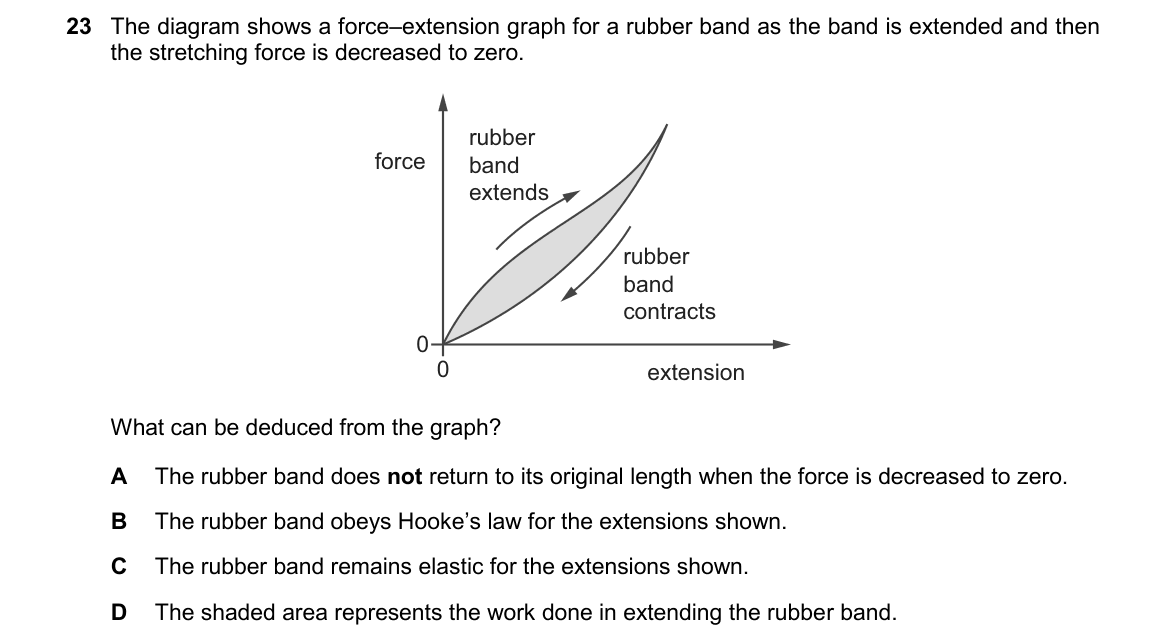 23 The diagram shows a force–extension graph for a rubber band as the band is extended and then
the stretching force is decreased to zero.
force
rubber
band
extends
rubber
band
contracts
0
0
extension
What can be deduced from the graph?
A The rubber band does not return to its original length when the force is decreased to zero.
B The rubber band obeys Hooke’s law for the extensions shown.
C The rubber band remains elastic for the extensions shown.
D The shaded area represents the work done in extending the rubber band.